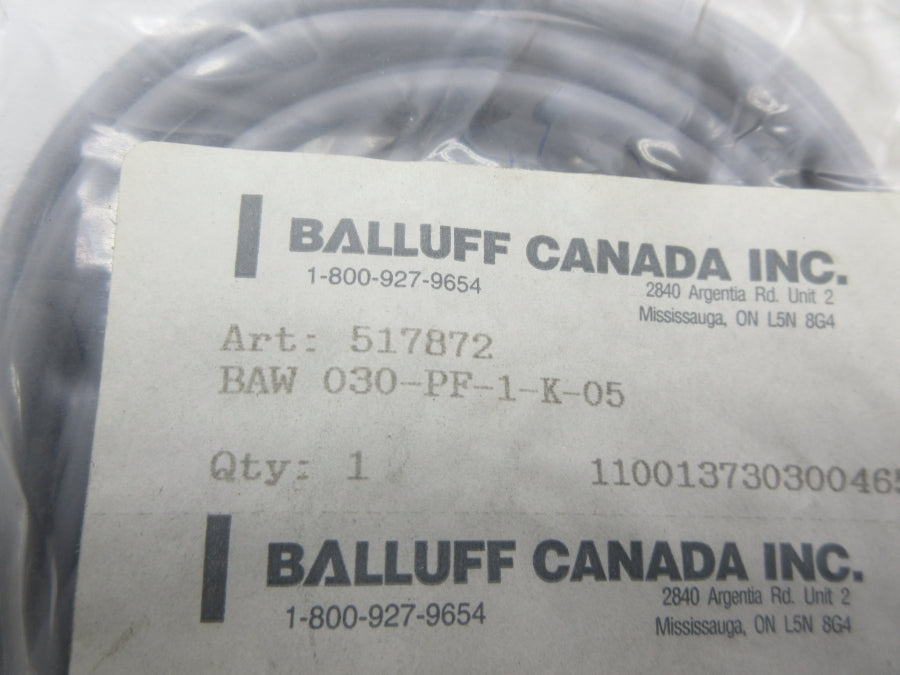 BALLUFF CANADA INC.
1-800-927-9654
2840 Argentia Rd. Unit 2
Mississauga, ON L5N 8G4
Art: 517872
BAW 030-PF-1-K-05
Qty: 1
110013730300465
BALLUFF CANADA INC.
1-800-927-9654
2840 Argentia Rd. Unit 2
Mississauga, ON L5N 8G4